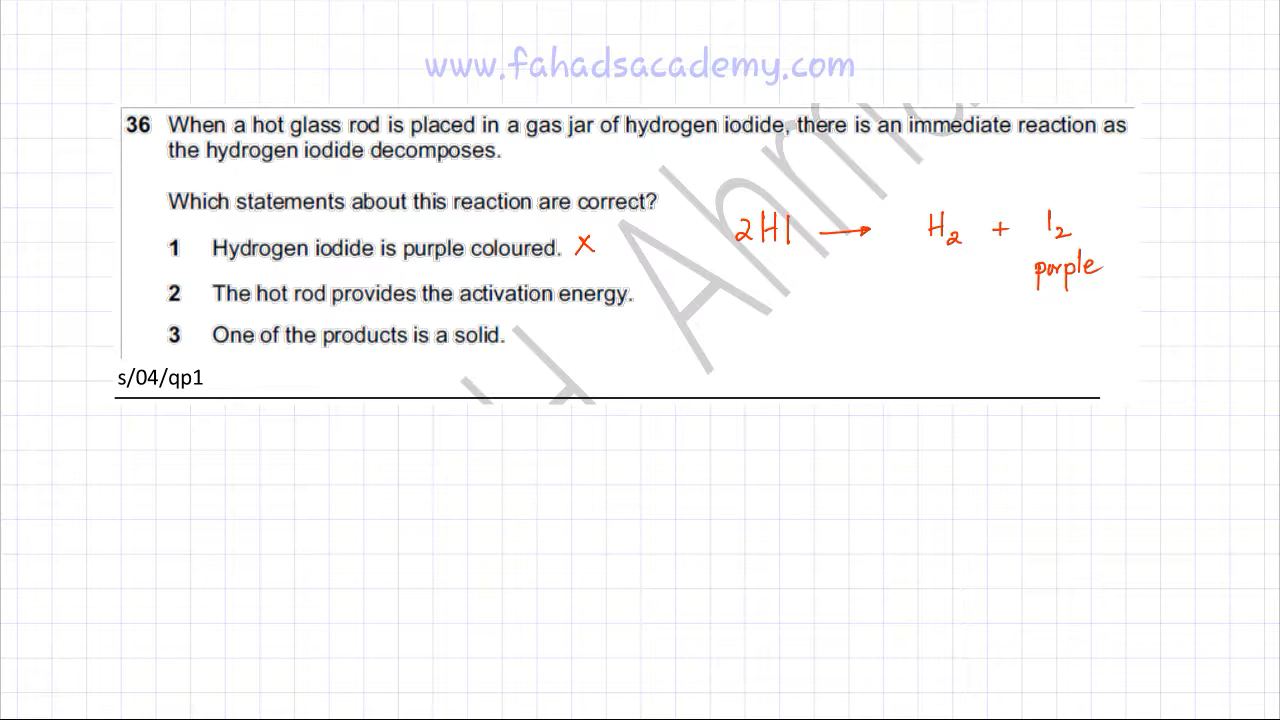 www.fahadsacademy.com
36 When a hot glass rod is placed in a gas jar of hydrogen iodide, there is an immediate reaction as
the hydrogen iodide decomposes.
Which statements about this reaction are correct?
1 Hydrogen iodide is purple coloured. X
2HI → H₂ + I₂
purple
2 The hot rod provides the activation energy.
3 One of the products is a solid.
s/04/qp1